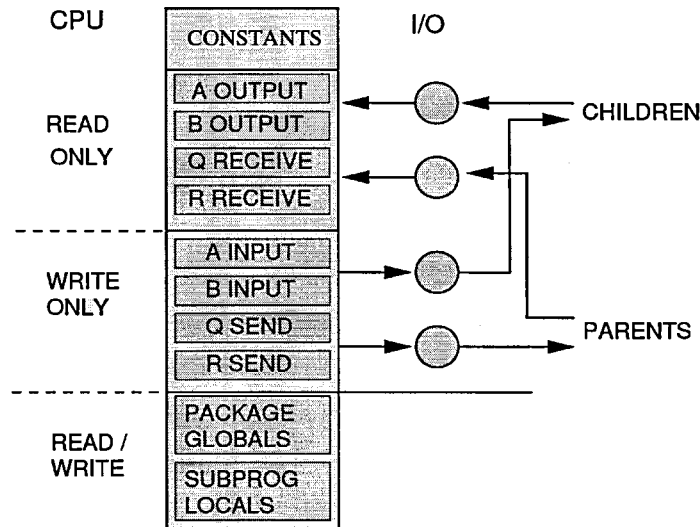 CPU
CONSTANTS
I/O
A OUTPUT
B OUTPUT
Q RECEIVE
R RECEIVE
READ
ONLY
CHILDREN
A INPUT
B INPUT
Q SEND
R SEND
WRITE
ONLY
PARENTS
PACKAGE
GLOBALS
SUBPROG
LOCALS
READ /
WRITE